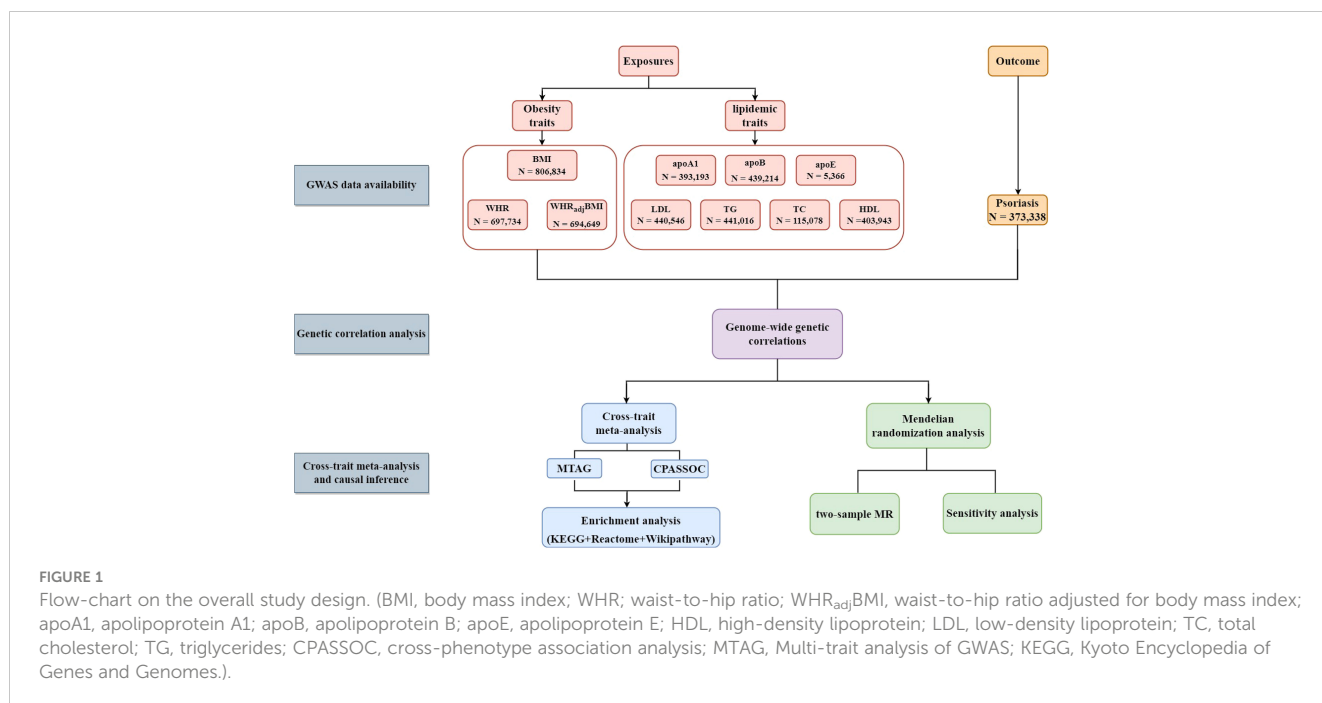 Exposures
Outcome
Obesity
traits
lipidemic
traits
GWAS data availability
BMI
N = 806,834
WHR
N = 697,734
WHRadjBMI
N = 694,649
apoA1
N = 393,193
apoB
N = 439,214
apoE
N = 5,366
LDL
N = 440,546
TG
N = 441,016
TC
N = 115,078
HDL
N =403,943
Psoriasis
N = 373,338
Genetic correlation analysis
Genome-wide genetic
correlations
Cross-trait meta-analysis
and causal inference
Cross-trait
meta-analysis
MTAG
CPASSOC
Enrichment analysis
(KEGG+Reactome+Wikipathway)
Mendelian
randomization analysis
two-sample MR
Sensitivity analysis
FIGURE 1
Flow-chart on the overall study design. (BMI, body mass index; WHR; waist-to-hip ratio; WHRadjBMI, waist-to-hip ratio adjusted for body mass index;
apoA1, apolipoprotein A1; apoB, apolipoprotein B; apoE, apolipoprotein E; HDL, high-density lipoprotein; LDL, low-density lipoprotein; TC, total
cholesterol; TG, triglycerides; CPASSOC, cross-phenotype association analysis; MTAG, Multi-trait analysis of GWAS; KEGG, Kyoto Encyclopedia of
Genes and Genomes.).